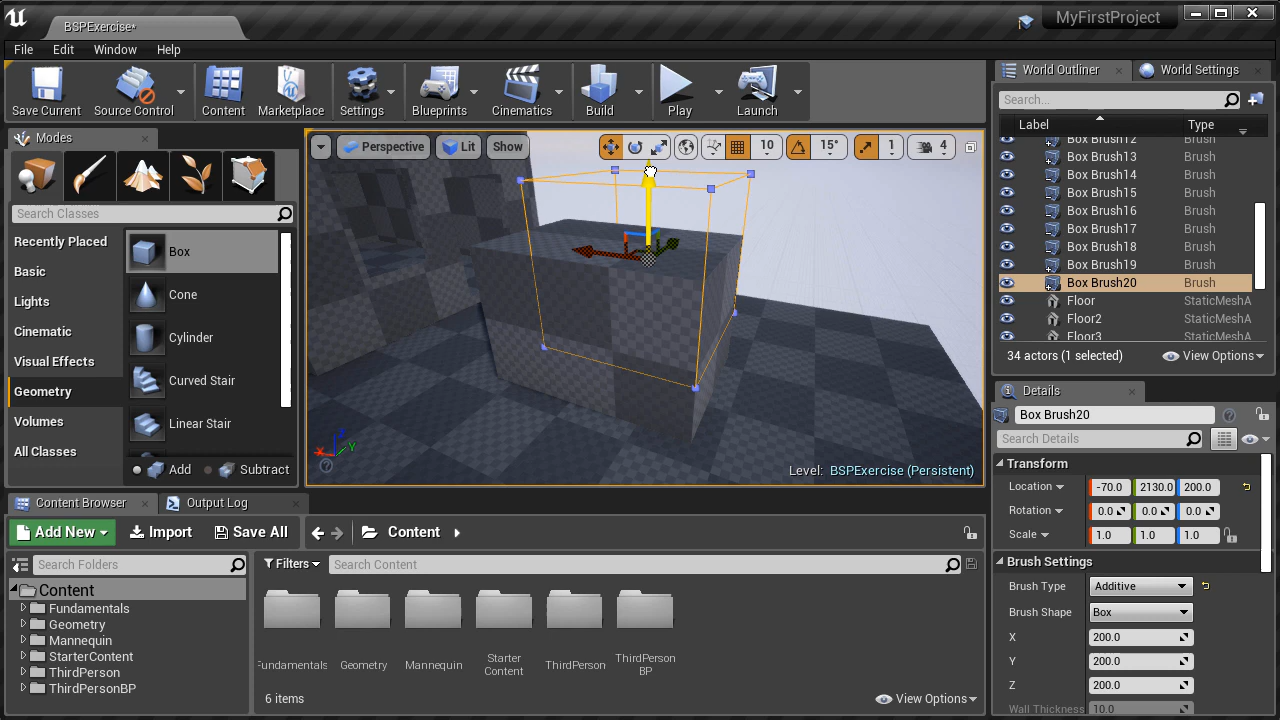 BSPExercise*
MyFirstProject
File Edit Window Help
Save Current Source Control Content Marketplace Settings Blueprints Cinematics Build Play Launch
Modes
Search Classes
Recently Placed
Basic
Lights
Cinematic
Visual Effects
Geometry
Volumes
All Classes
Box
Cone
Cylinder
Curved Stair
Linear Stair
Add Subtract
Perspective Lit Show 10 15° 1 4
X Z Y
Level: BSPExercise (Persistent)
World Outliner World Settings
Search...
Label Type
Box Brush12 Brush
Box Brush13 Brush
Box Brush14 Brush
Box Brush15 Brush
Box Brush16 Brush
Box Brush17 Brush
Box Brush18 Brush
Box Brush19 Brush
Box Brush20 Brush
Floor StaticMeshA
Floor2 StaticMeshA
Floor3 StaticMeshA
34 actors (1 selected) View Options
Details
Box Brush20
Search Details
Transform
Location -70.0 2130.0 200.0
Rotation 0.0 0.0 0.0
Scale 1.0 1.0 1.0
Brush Settings
Brush Type Additive
Brush Shape Box
X 200.0
Y 200.0
Z 200.0
Wall Thickness 10.0
Content Browser Output Log
Add New Import Save All Content
Search Folders
Content
Fundamentals
Geometry
Mannequin
StarterContent
ThirdPerson
ThirdPersonBP
Filters Search Content
Fundamentals Geometry Mannequin Starter Content ThirdPerson ThirdPerson BP
6 items View Options